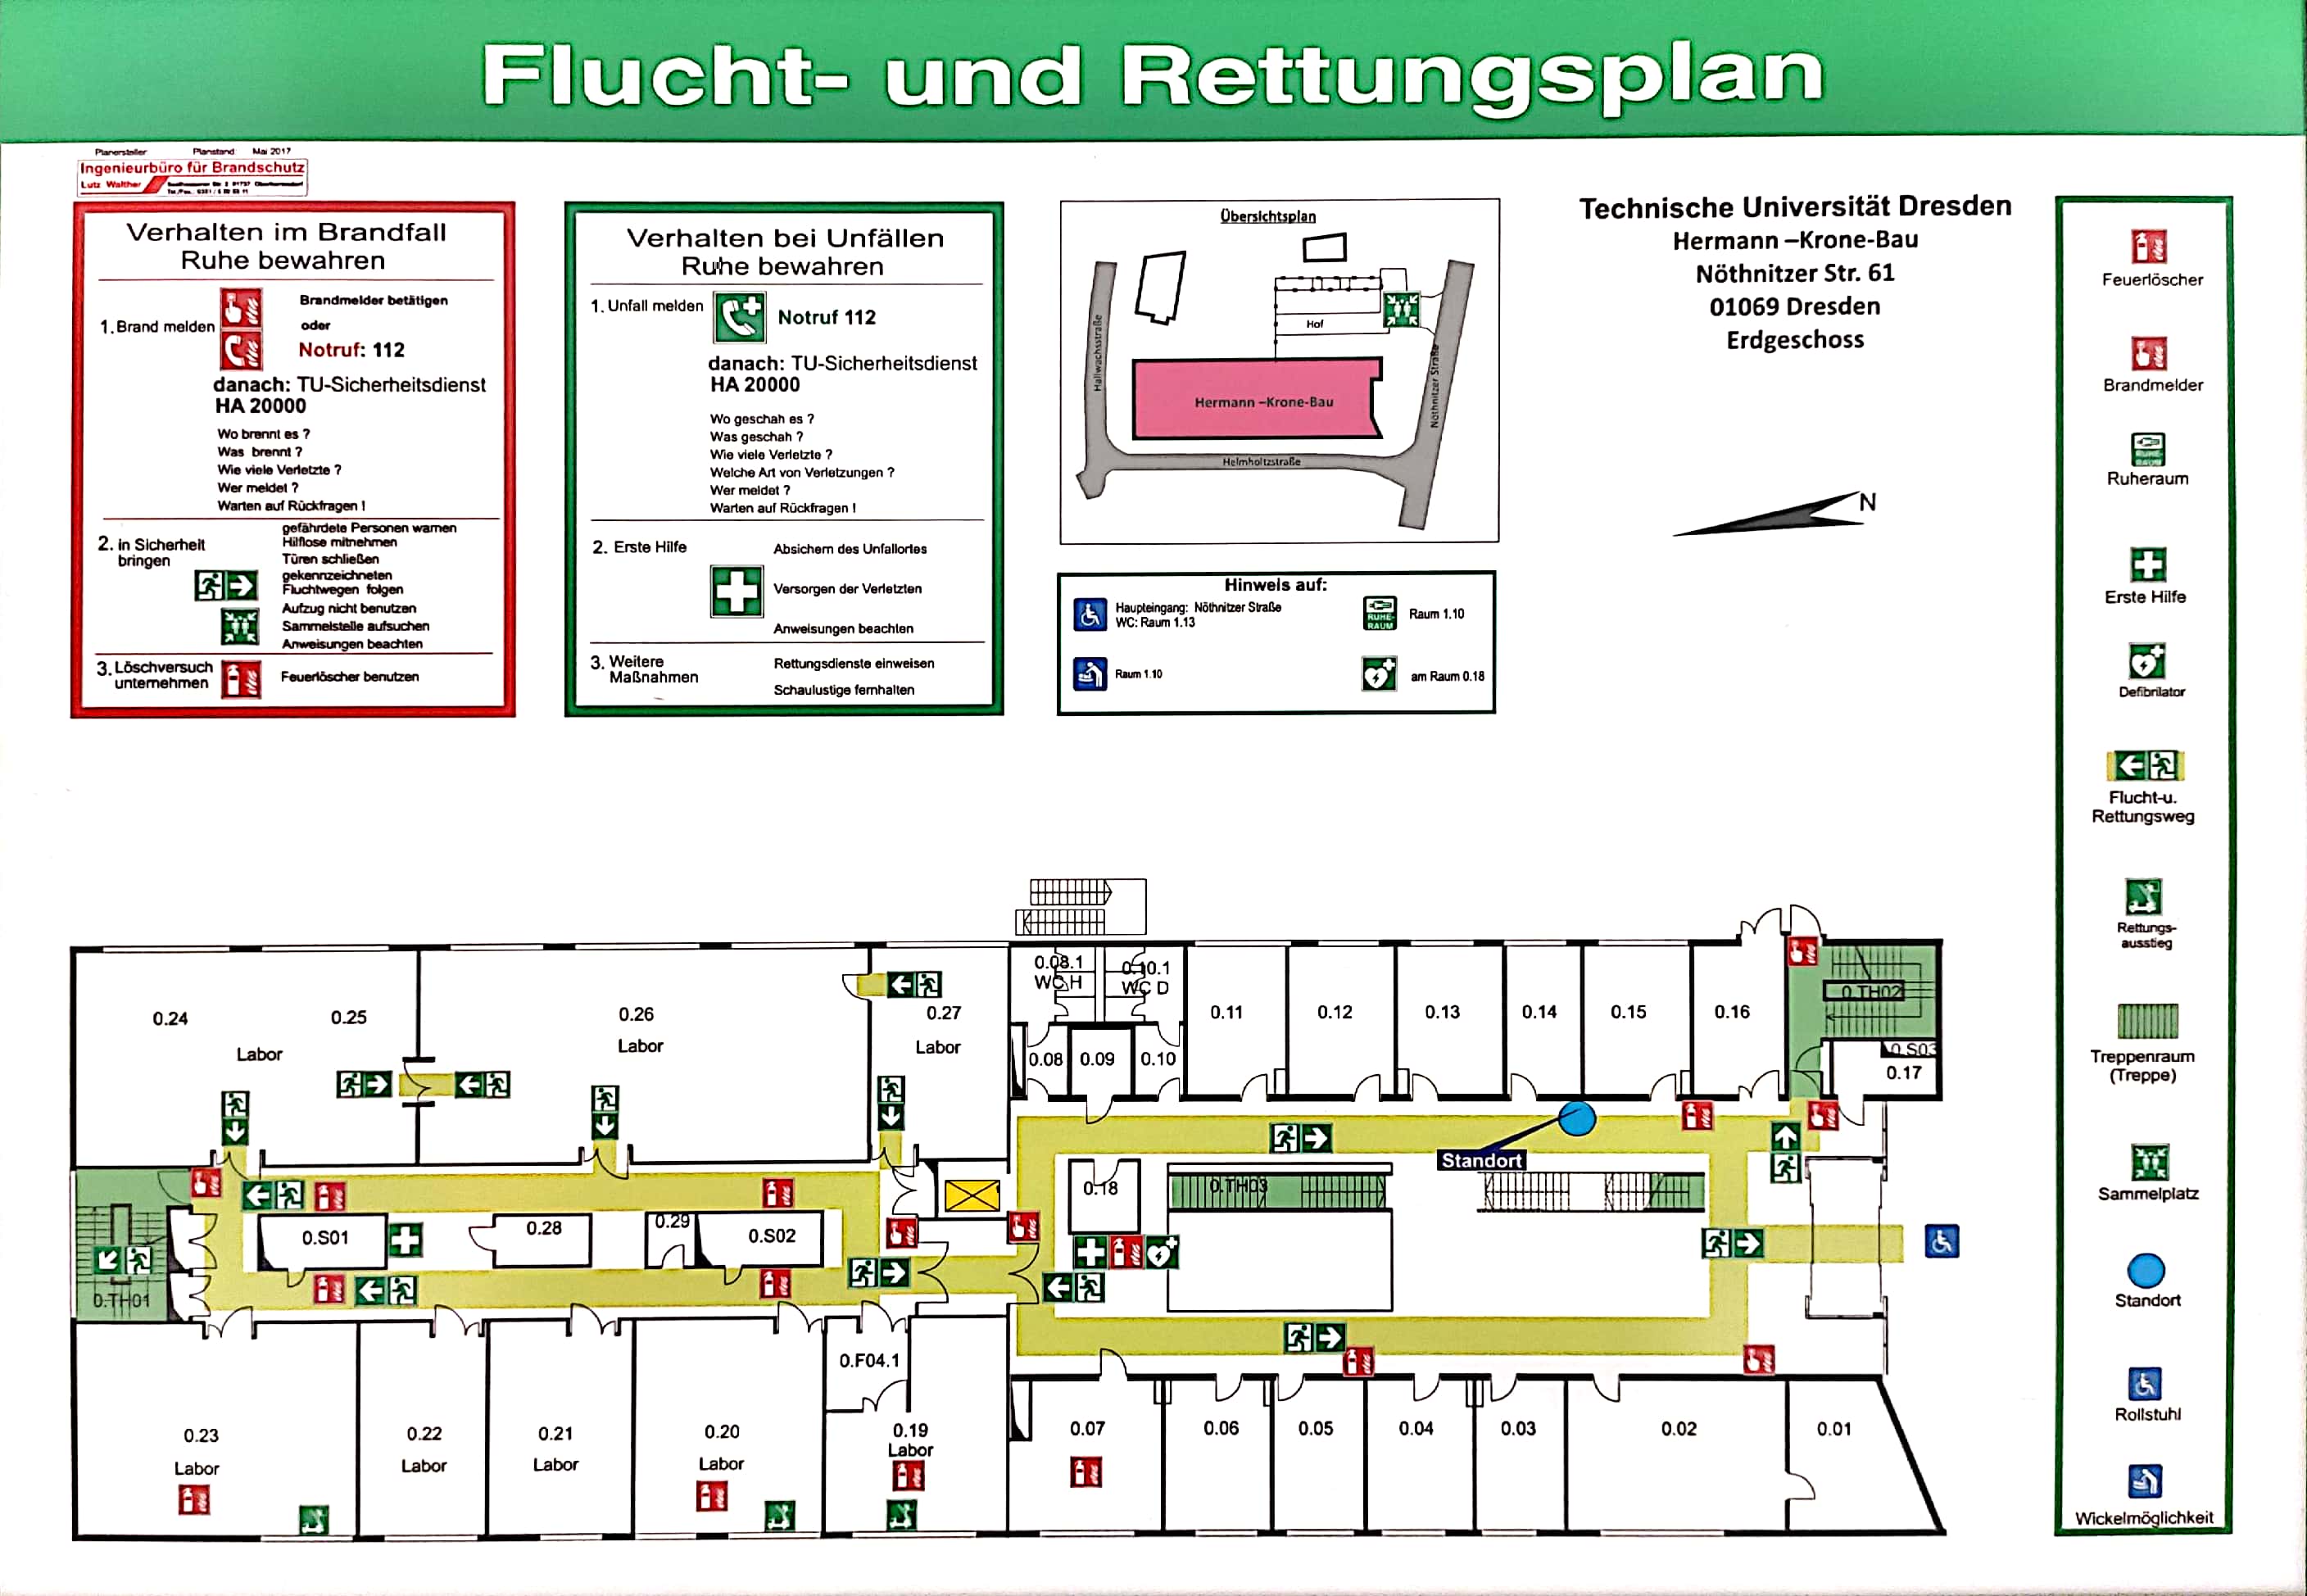 Flucht- und Rettungsplan
Planersteller Planstand Mai 2017
Ingenieurbüro für Brandschutz
Lutz Walther
Verhalten im Brandfall
Ruhe bewahren
1. Brand melden
Brandmelder betätigen
oder
Notruf: 112
danach: TU-Sicherheitsdienst
HA 20000
Wo brennt es ?
Was brennt ?
Wie viele Verletzte ?
Wer meldet ?
Warten auf Rückfragen !
2. in Sicherheit
bringen
gefährdete Personen warnen
Hilflose mitnehmen
Türen schließen
gekennzeichneten
Fluchtwegen folgen
Aufzug nicht benutzen
Sammelstelle aufsuchen
Anweisungen beachten
3. Löschversuch
unternehmen
Feuerlöscher benutzen
Verhalten bei Unfällen
Ruhe bewahren
1. Unfall melden
Notruf 112
danach: TU-Sicherheitsdienst
HA 20000
Wo geschah es ?
Was geschah ?
Wie viele Verletzte ?
Welche Art von Verletzungen ?
Wer meldet ?
Warten auf Rückfragen !
2. Erste Hilfe
Absichern des Unfallortes
Versorgen der Verletzten
Anweisungen beachten
3. Weitere
Maßnahmen
Rettungsdienste einweisen
Schaulustige fernhalten
Übersichtsplan
Hof
Hallwachsstraße
Nöthnitzer Straße
Hermann –Krone-Bau
Helmholtzstraße
Hinweis auf:
Haupteingang: Nöthnitzer Straße
WC: Raum 1.13
RUHE-
RAUM
Raum 1.10
Raum 1.10
am Raum 0.18
Technische Universität Dresden
Hermann –Krone-Bau
Nöthnitzer Str. 61
01069 Dresden
Erdgeschoss
N
Feuerlöscher
Brandmelder
RUHE-
RAUM
Ruheraum
Erste Hilfe
Defibrilator
Flucht-u.
Rettungsweg
Rettungs-
ausstieg
Treppenraum
(Treppe)
Sammelplatz
Standort
Rollstuhl
Wickelmöglichkeit
0.24
0.25
Labor
0.26
Labor
0.27
Labor
0.08.1
WC H
0.10.1
WC D
0.08
0.09
0.10
0.11
0.12
0.13
0.14
0.15
0.16
0.TH02
0.S03
0.17
Standort
0.18
0.TH03
0.S01
0.28
0.29
0.S02
0.TH01
0.F04.1
0.23
Labor
0.22
Labor
0.21
Labor
0.20
Labor
0.19
Labor
0.07
0.06
0.05
0.04
0.03
0.02
0.01